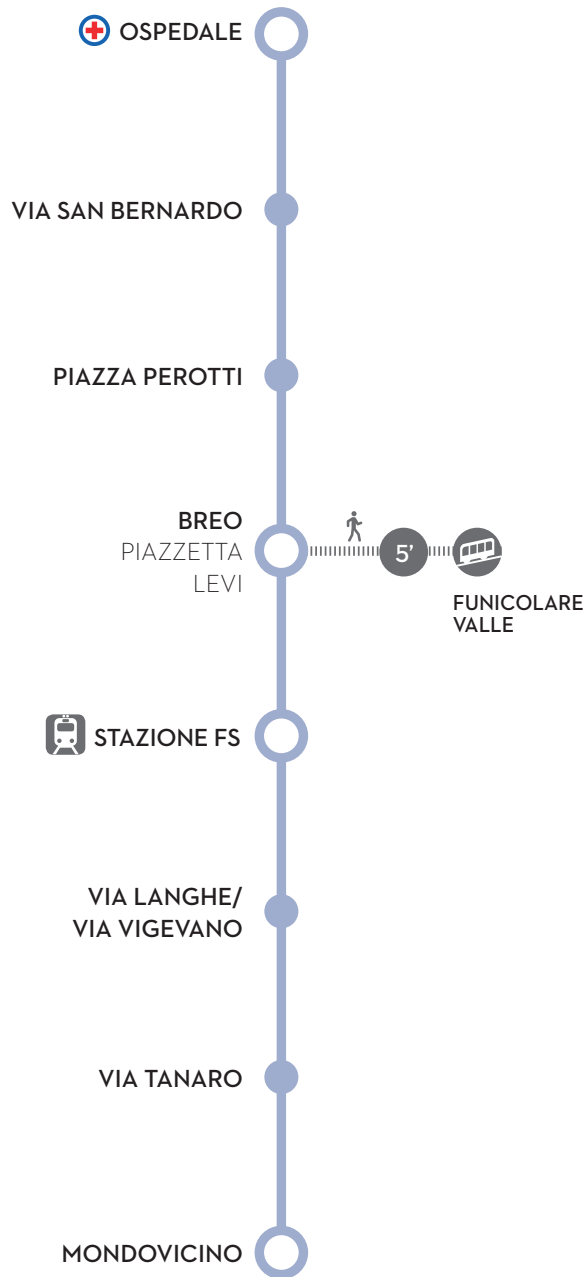 OSPEDALE
VIA SAN BERNARDO
PIAZZA PEROTTI
BREO
PIAZZETTA
LEVI
5’
FUNICOLARE
VALLE
STAZIONE FS
VIA LANGHE/
VIA VIGEVANO
VIA TANARO
MONDOVICINO